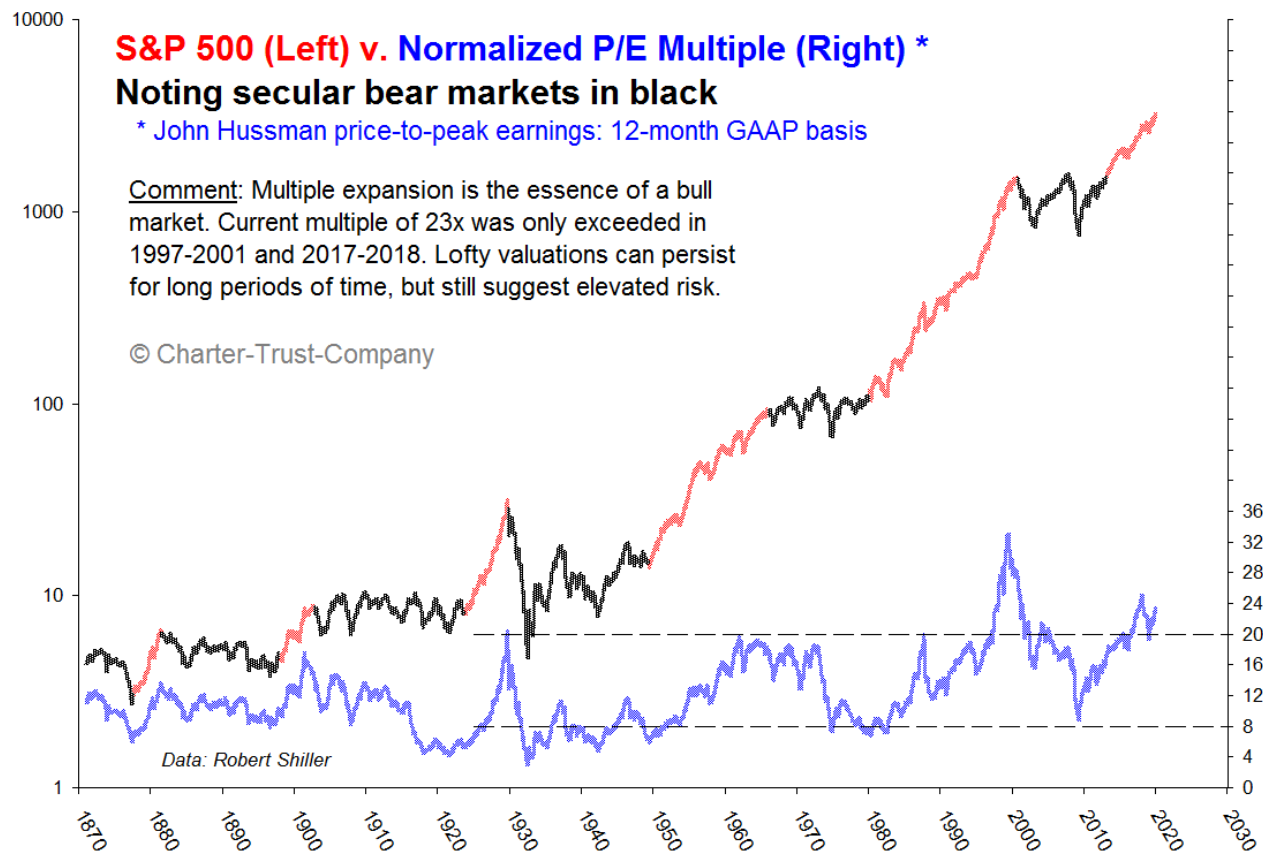 S&P 500 (Left) v. Normalized P/E Multiple (Right) *
Noting secular bear markets in black
* John Hussman price-to-peak earnings: 12-month GAAP basis
Comment: Multiple expansion is the essence of a bull
market. Current multiple of 23x was only exceeded in
1997-2001 and 2017-2018. Lofty valuations can persist
for long periods of time, but still suggest elevated risk.
© Charter-Trust-Company
10000
1000
100
10
1
36
32
28
24
20
16
12
8
4
0
Data: Robert Shiller
1870 1880 1890 1900 1910 1920 1930 1940 1950 1960 1970 1980 1990 2000 2010 2020 2030